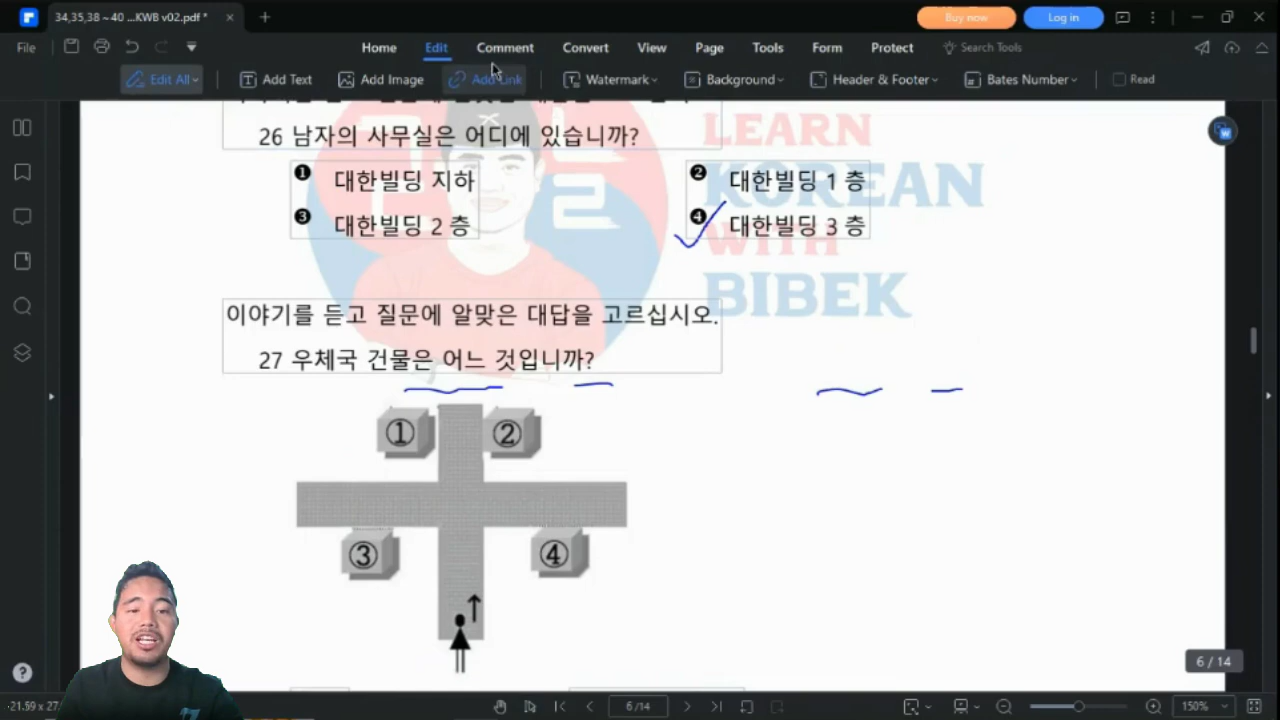 34,35,38 ~ 40 ...KWB v02.pdf *
Buy now
Log in
File
Home
Edit
Comment
Convert
View
Page
Tools
Form
Protect
Search Tools
Edit All
Add Text
Add Image
Add Link
Watermark
Background
Header & Footer
Bates Number
Read
26 남자의 사무실은 어디에 있습니까?
❶ 대한빌딩 지하
❷ 대한빌딩 1 층
❸ 대한빌딩 2 층
❹ 대한빌딩 3 층
LEARN
KOREAN
WITH
BIBEK
이야기를 듣고 질문에 알맞은 대답을 고르십시오.
27 우체국 건물은 어느 것입니까?
①
②
③
④
6 / 14
6 /14
150%